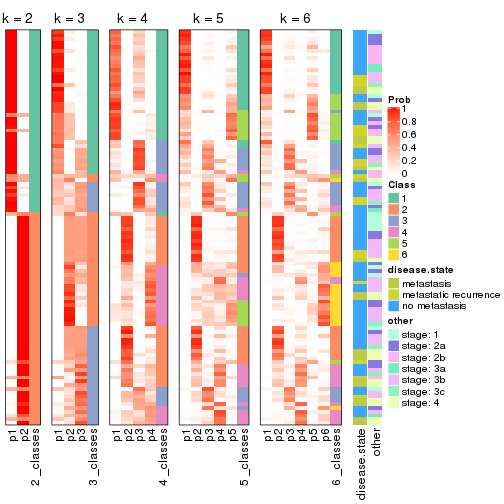 k = 2 k = 3 k = 4 k = 5 k = 6
Prob
1
0.8
0.6
0.4
0.2
0
Class
1
2
3
4
5
6
disease.state
metastasis
metastatic recurrence
no metastasis
other
stage: 1
stage: 2a
stage: 2b
stage: 3a
stage: 3b
stage: 3c
stage: 4
p1 p2 2_classes p1 p2 p3 3_classes p1 p2 p3 p4 4_classes p1 p2 p3 p4 p5 5_classes p1 p2 p3 p4 p5 p6 6_classes disease.state other